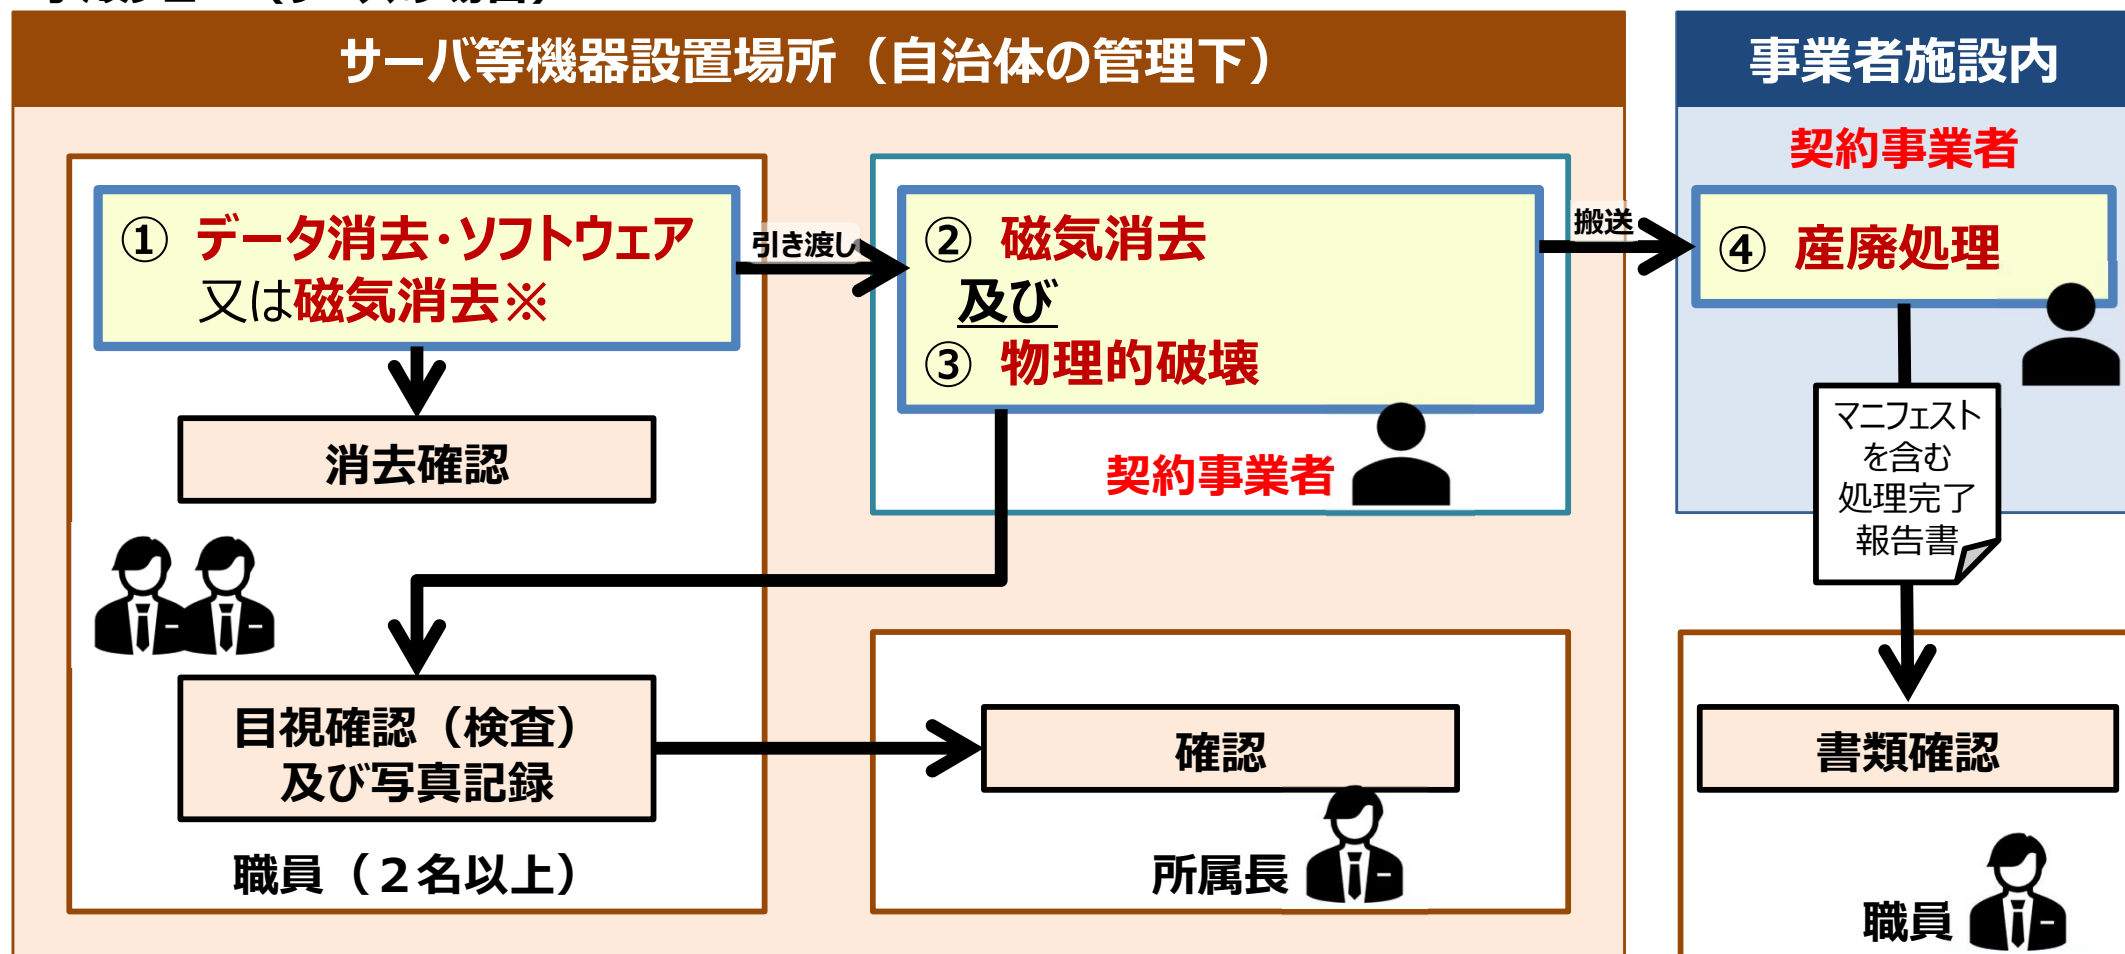 サーバ等機器設置場所（自治体の管理下）
事業者施設内
① データ消去・ソフトウェア
又は磁気消去※
引き渡し
② 磁気消去
及び
③ 物理的破壊
契約事業者
搬送
契約事業者
④ 産廃処理
マニフェスト
を含む
処理完了
報告書
消去確認
目視確認（検査）
及び写真記録
職員（２名以上）
確認
所属長
書類確認
職員